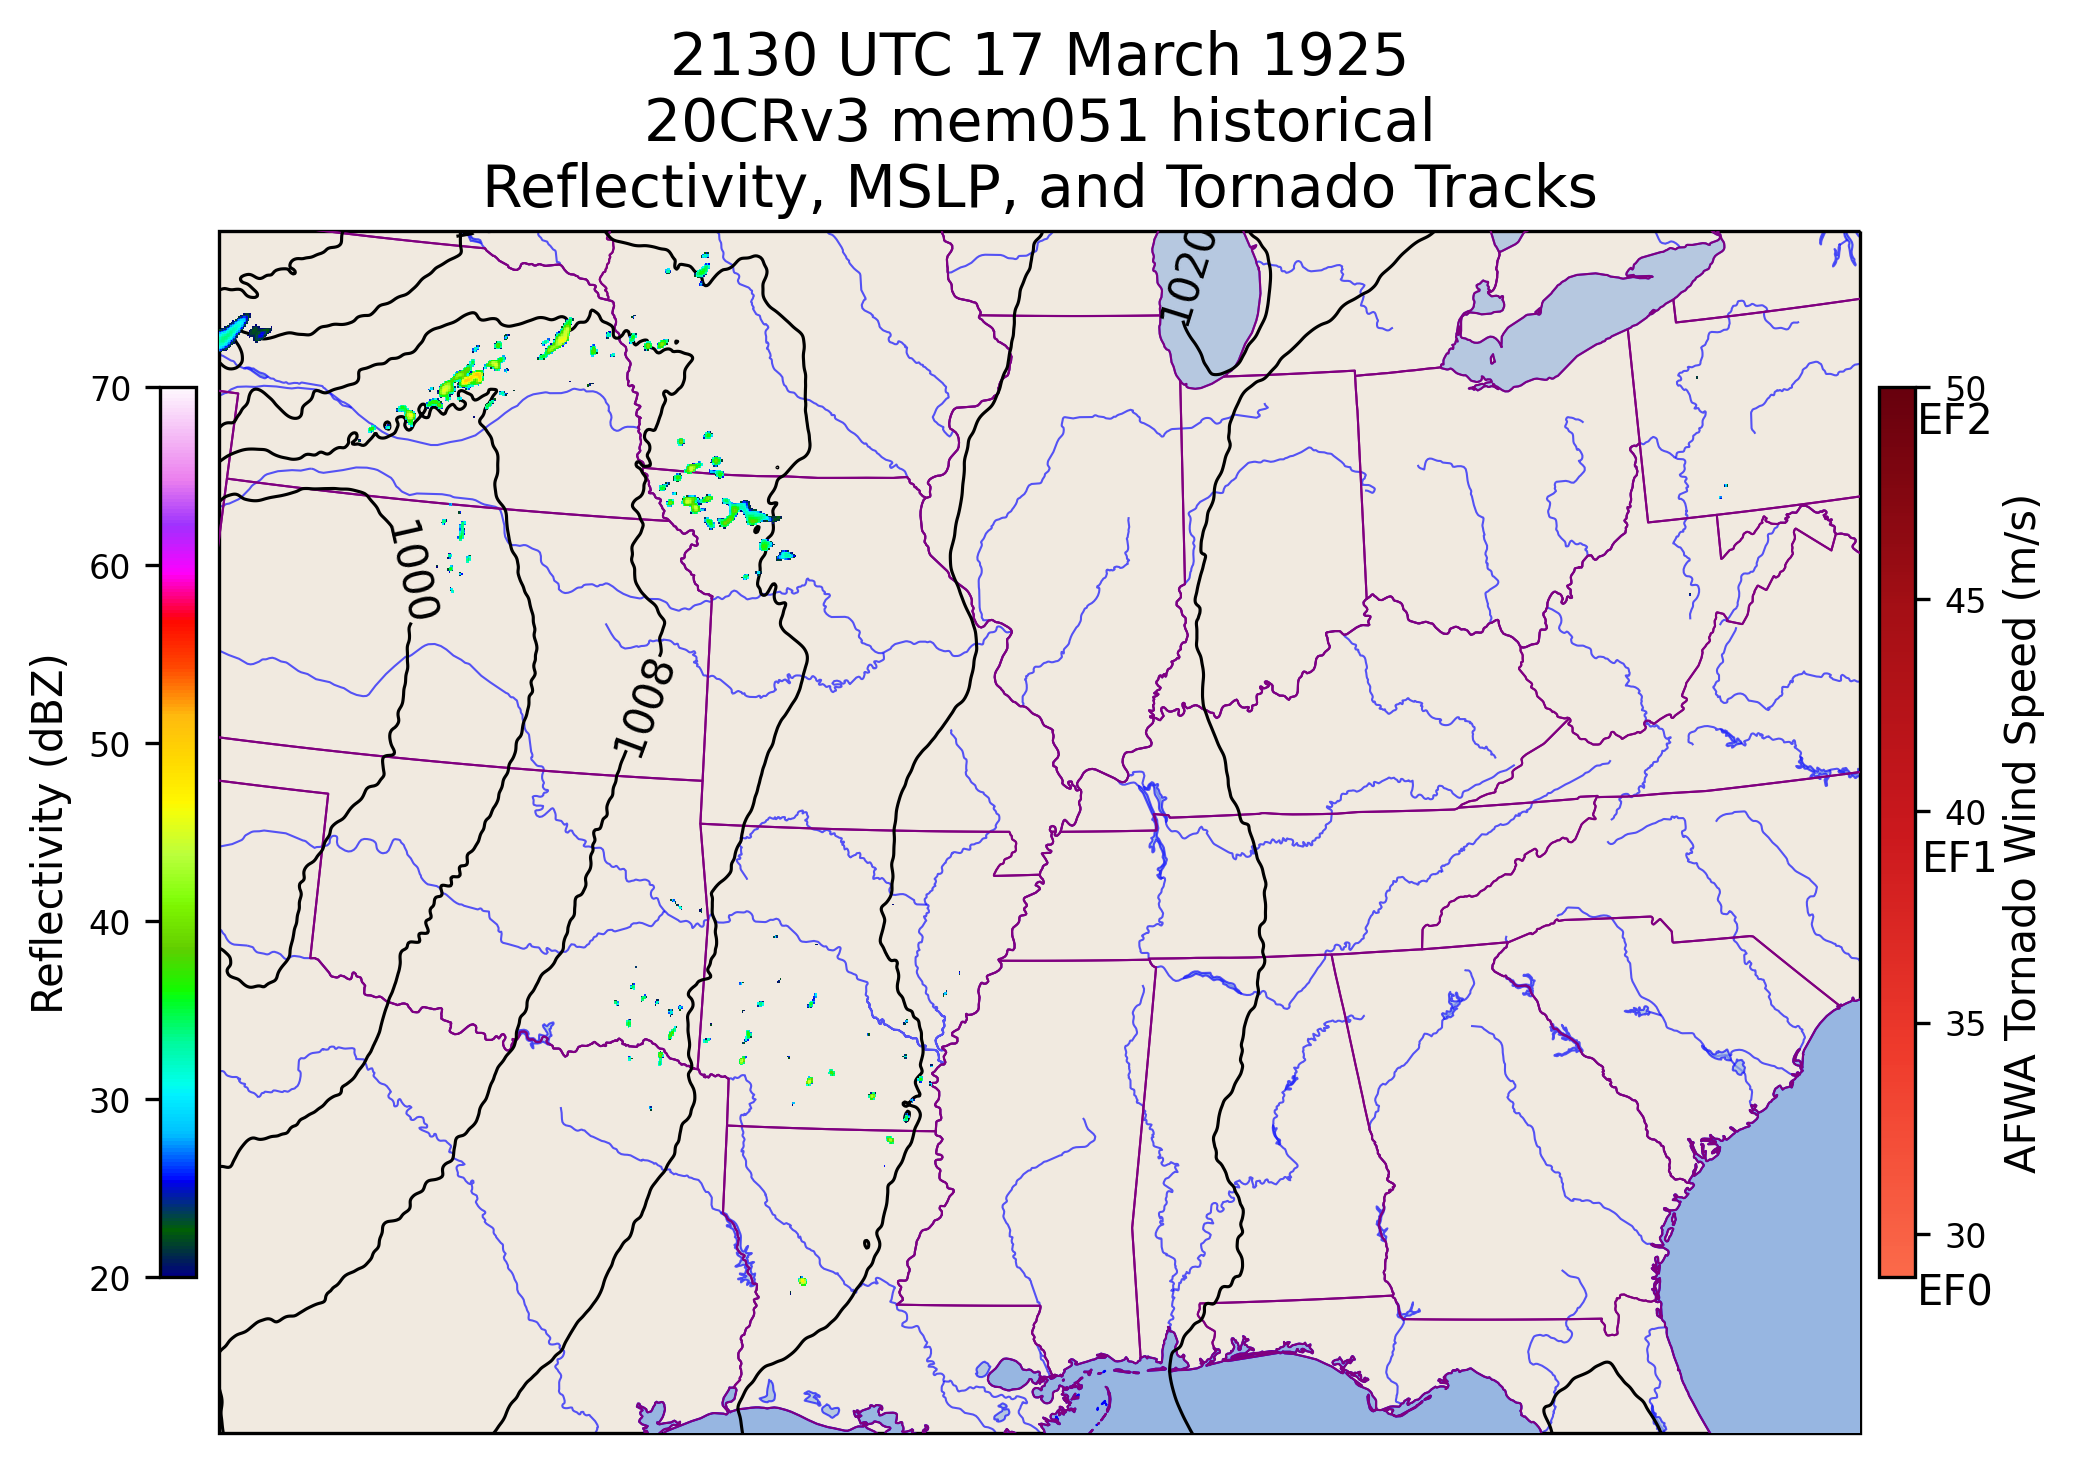 2130 UTC 17 March 1925
20CRv3 mem051 historical
Reflectivity, MSLP, and Tornado Tracks
1020
1000
1008
70
60
50
40
30
20
Reflectivity (dBZ)
50
EF2
45
40
EF1
35
30
EF0
AFWA Tornado Wind Speed (m/s)